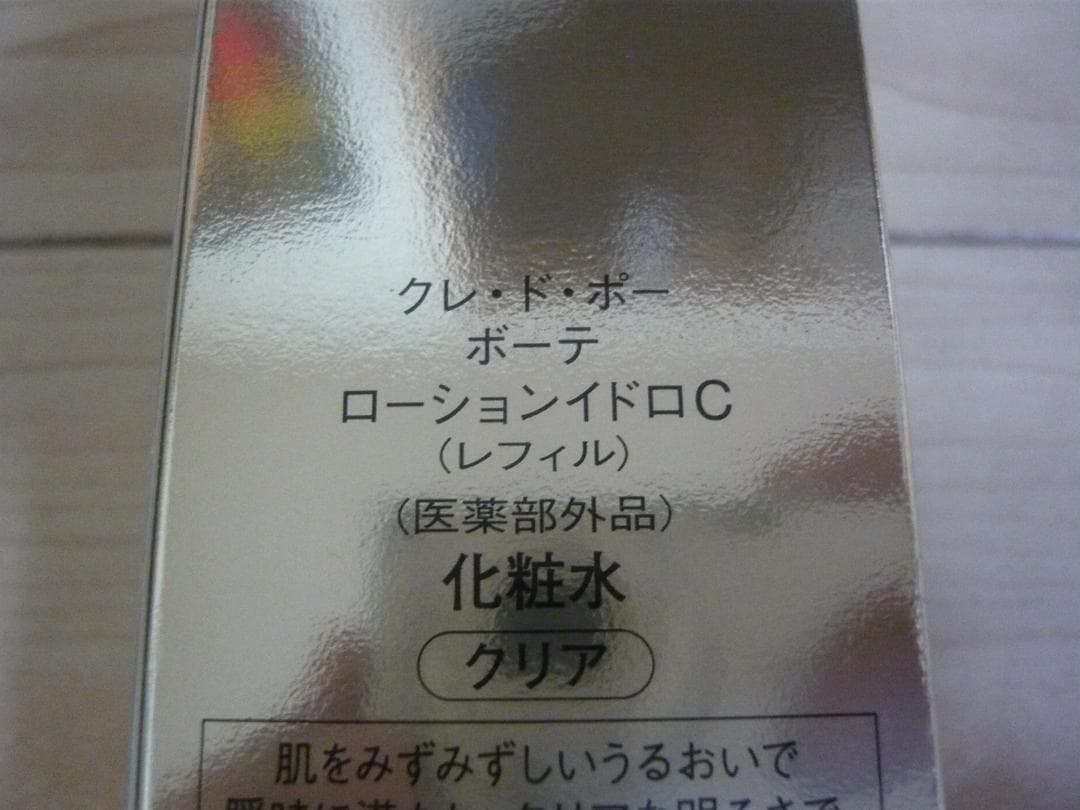 クレ・ド・ポー
ボーテ
ローションイドロC
(レフィル)
(医薬部外品)
化粧水
クリア
肌をみずみずしいうるおいで